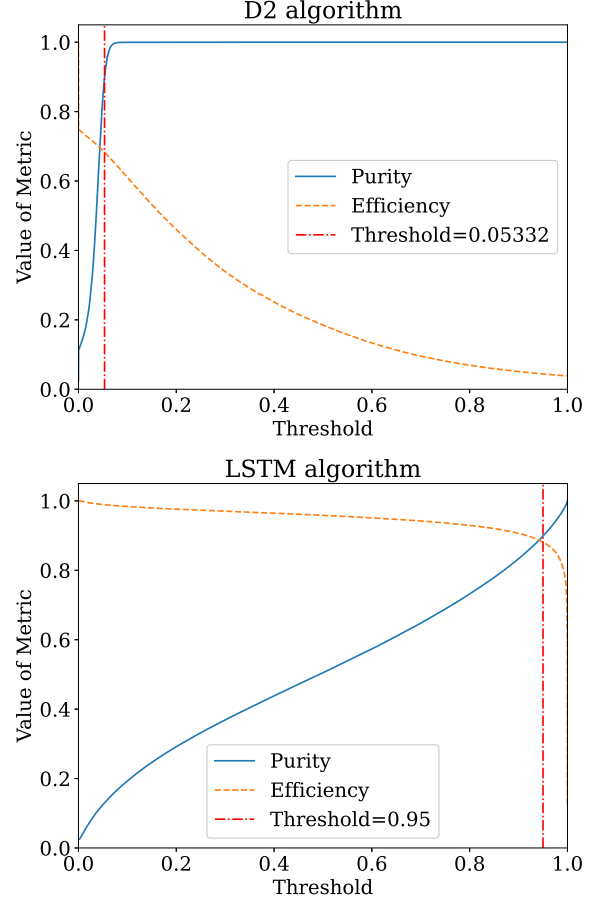 D2 algorithm
1.0
0.8
0.6
0.4
0.2
0.0
Value of Metric
Purity
Efficiency
Threshold=0.05332
0.0 0.2 0.4 0.6 0.8 1.0
Threshold
LSTM algorithm
1.0
0.8
0.6
0.4
0.2
0.0
Value of Metric
Purity
Efficiency
Threshold=0.95
0.0 0.2 0.4 0.6 0.8 1.0
Threshold